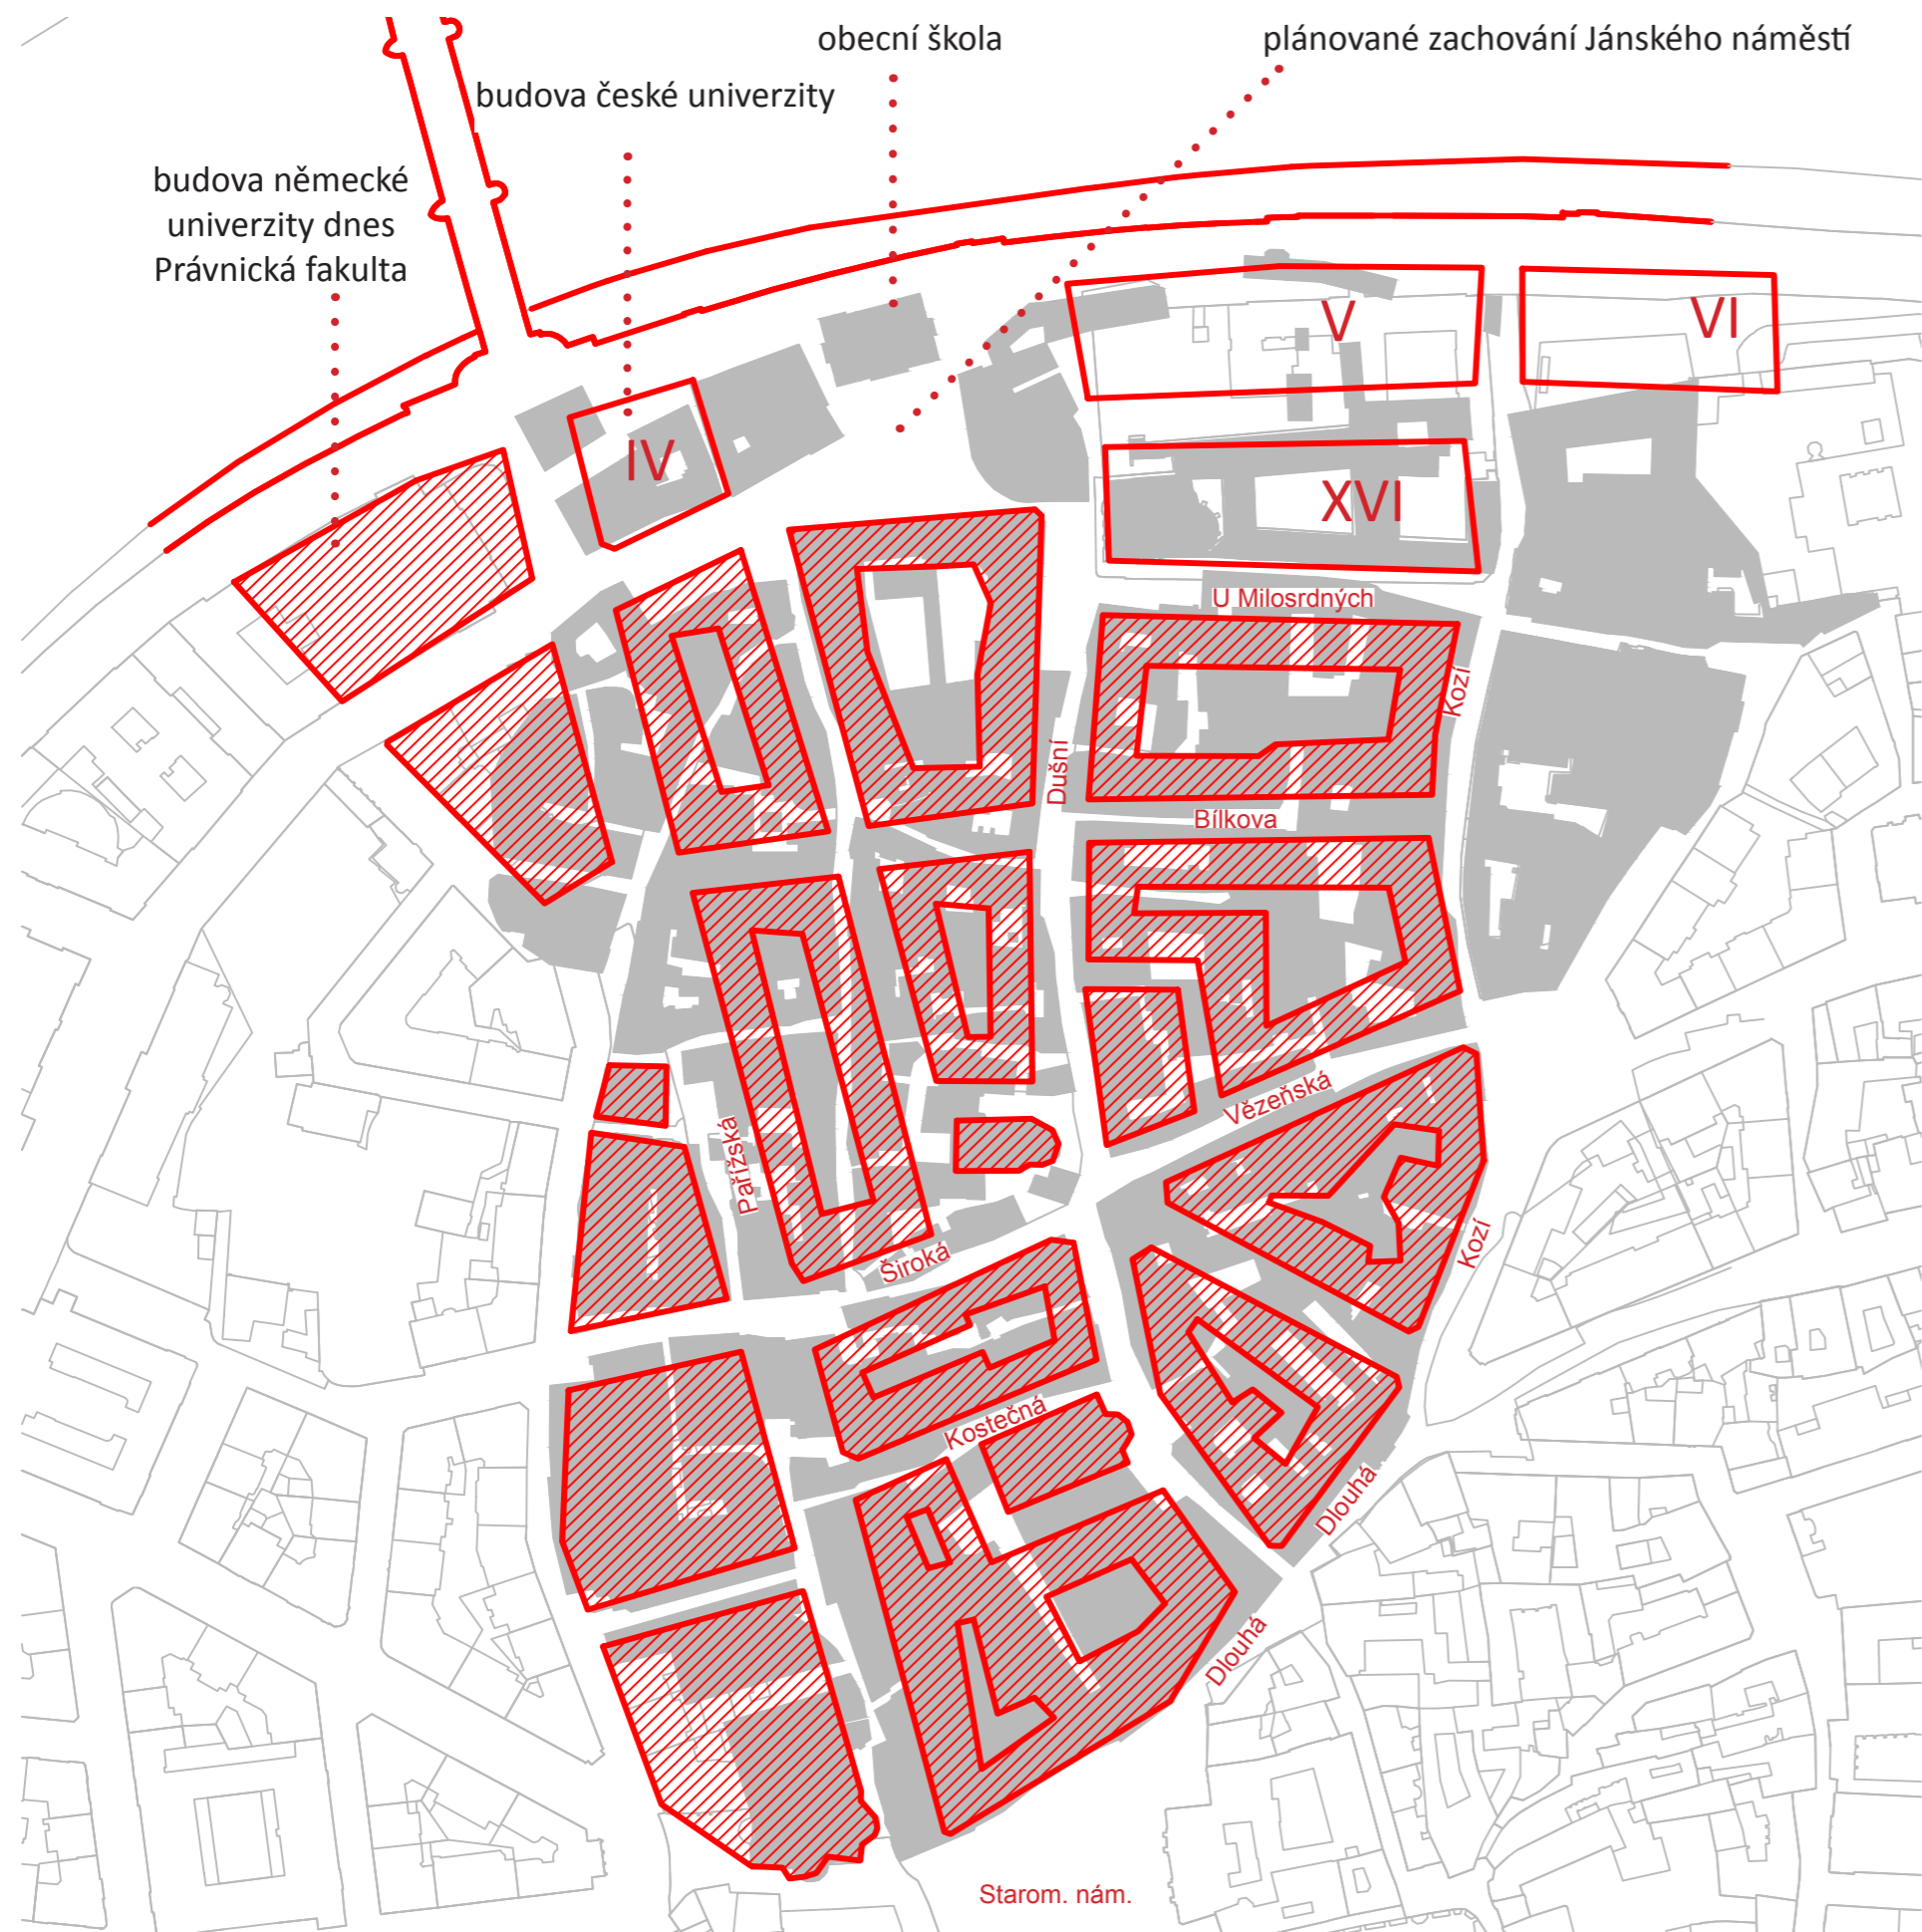 obecní škola
plánované zachování Jánského náměstí
budova české univerzity
budova německé
univerzity dnes
Právnická fakulta
V
VI
IV
XVI
U Milosrdných
Kozí
Dušní
Bílkova
Vězeňská
Pařížská
Široká
Kozí
Kostečná
Dlouhá
Dlouhá
Starom. nám.